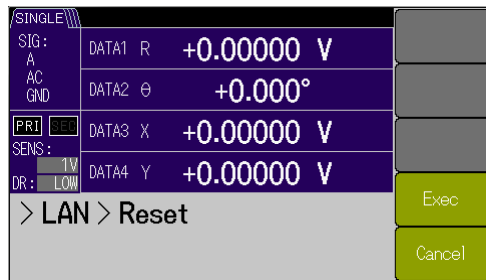 SINGLE
SIG:
A
AC
GND
PRI SEC
SENS:
1V
DR: LOW
DATA1 R +0.00000 V
DATA2 θ +0.000°
DATA3 X +0.00000 V
DATA4 Y +0.00000 V
> LAN > Reset
Exec
Cancel